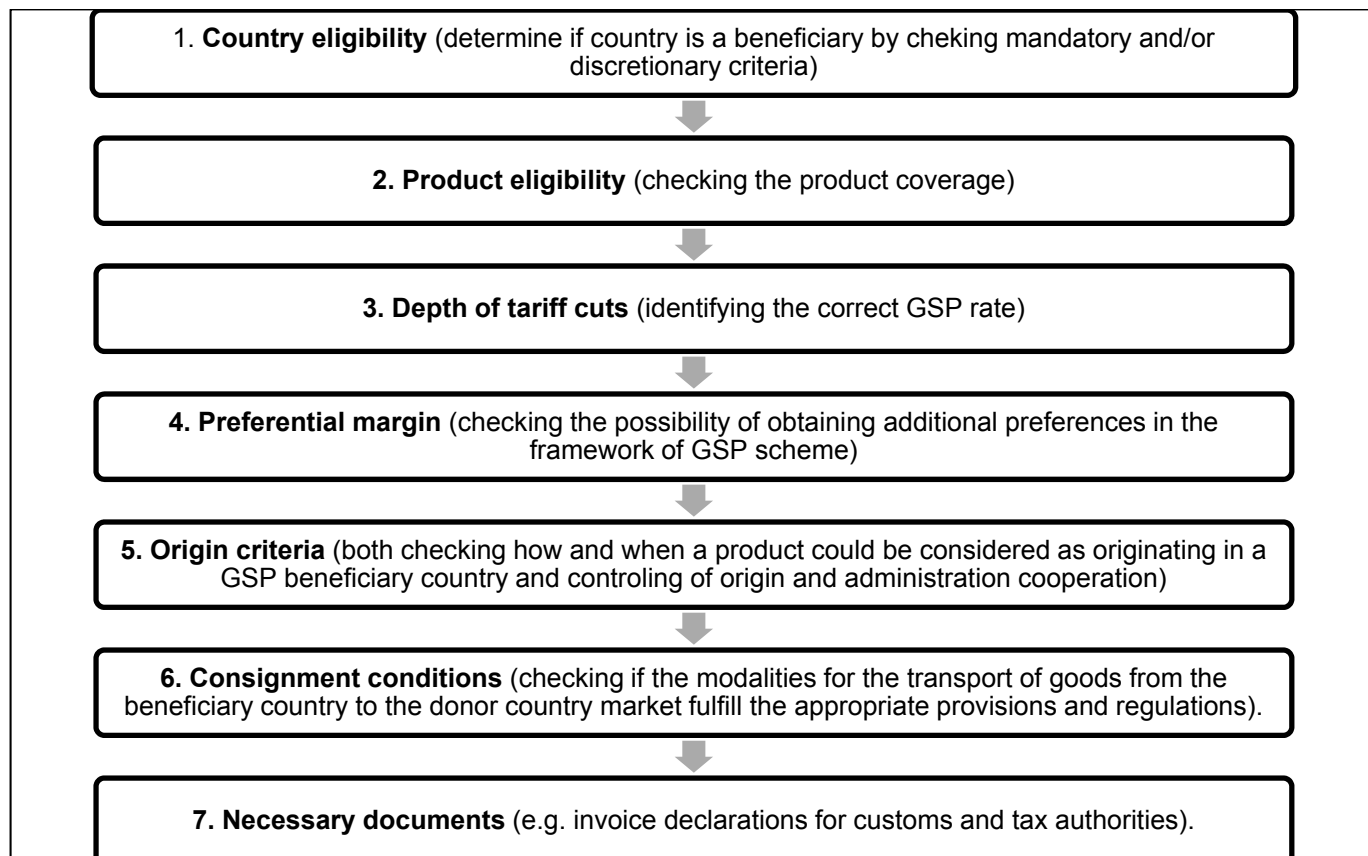 1. Country eligibility (determine if country is a beneficiary by cheking mandatory and/or
discretionary criteria)
2. Product eligibility (checking the product coverage)
3. Depth of tariff cuts (identifying the correct GSP rate)
4. Preferential margin (checking the possibility of obtaining additional preferences in the
framework of GSP scheme)
5. Origin criteria (both checking how and when a product could be considered as originating in a
GSP beneficiary country and controling of origin and administration cooperation)
6. Consignment conditions (checking if the modalities for the transport of goods from the
beneficiary country to the donor country market fulfill the appropriate provisions and regulations).
7. Necessary documents (e.g. invoice declarations for customs and tax authorities).